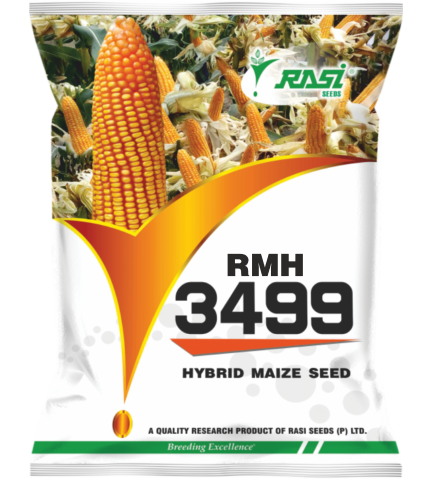 RASI
SEEDS
RMH
3499
HYBRID MAIZE SEED
A QUALITY RESEARCH PRODUCT OF RASI SEEDS (P) LTD.
Breeding Excellence